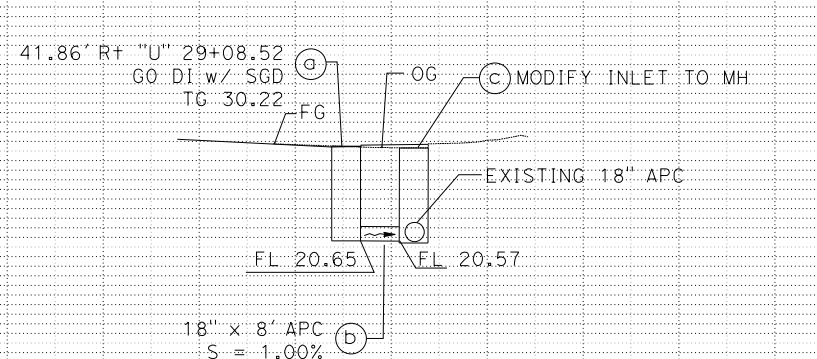 41.86' Rt "U" 29+08.52
GO DI w/ SGD
TG 30.22
a
FG
OG
c
MODIFY INLET TO MH
EXISTING 18" APC
FL 20.65
FL 20.57
18" x 8' APC
S = 1.00%
b